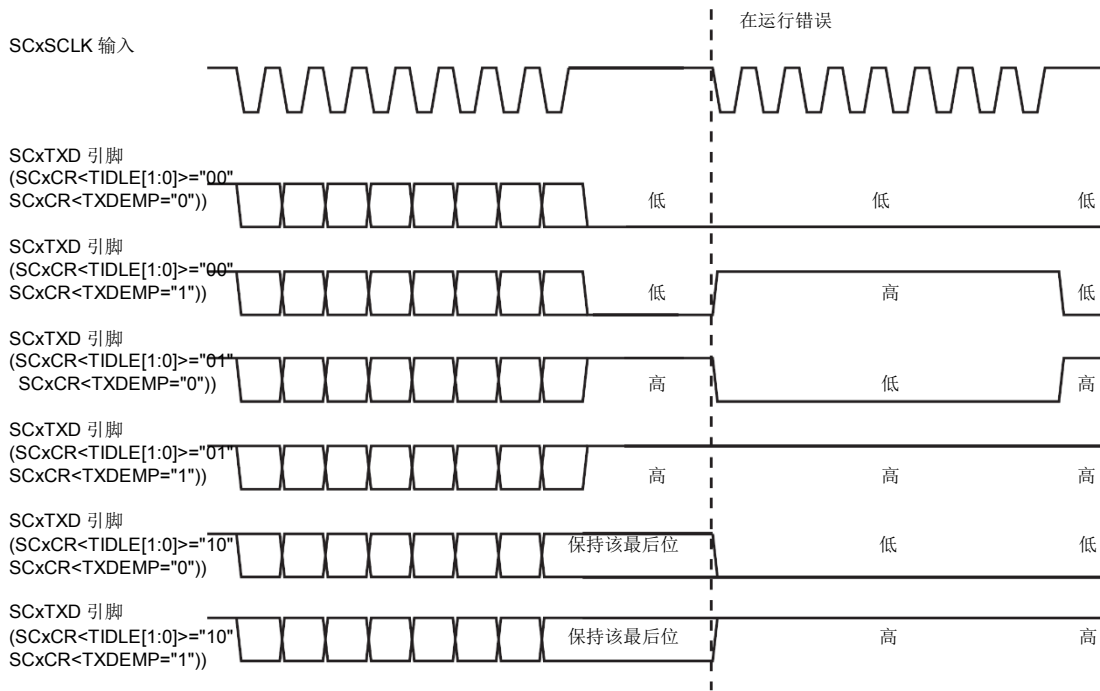 在运行错误
SCxSCLK 输入
SCxTXD 引脚
(SCxCR<TIDLE[1:0]>="00"
SCxCR<TXDEMP="0"))
低 低 低
SCxTXD 引脚
(SCxCR<TIDLE[1:0]>="00"
SCxCR<TXDEMP="1"))
低 高 低
SCxTXD 引脚
(SCxCR<TIDLE[1:0]>="01"
SCxCR<TXDEMP="0"))
高 低 高
SCxTXD 引脚
(SCxCR<TIDLE[1:0]>="01"
SCxCR<TXDEMP="1"))
高 高 高
SCxTXD 引脚
(SCxCR<TIDLE[1:0]>="10"
SCxCR<TXDEMP="0"))
保持该最后位 低 低
SCxTXD 引脚
(SCxCR<TIDLE[1:0]>="10"
SCxCR<TXDEMP="1"))
保持该最后位 高 高